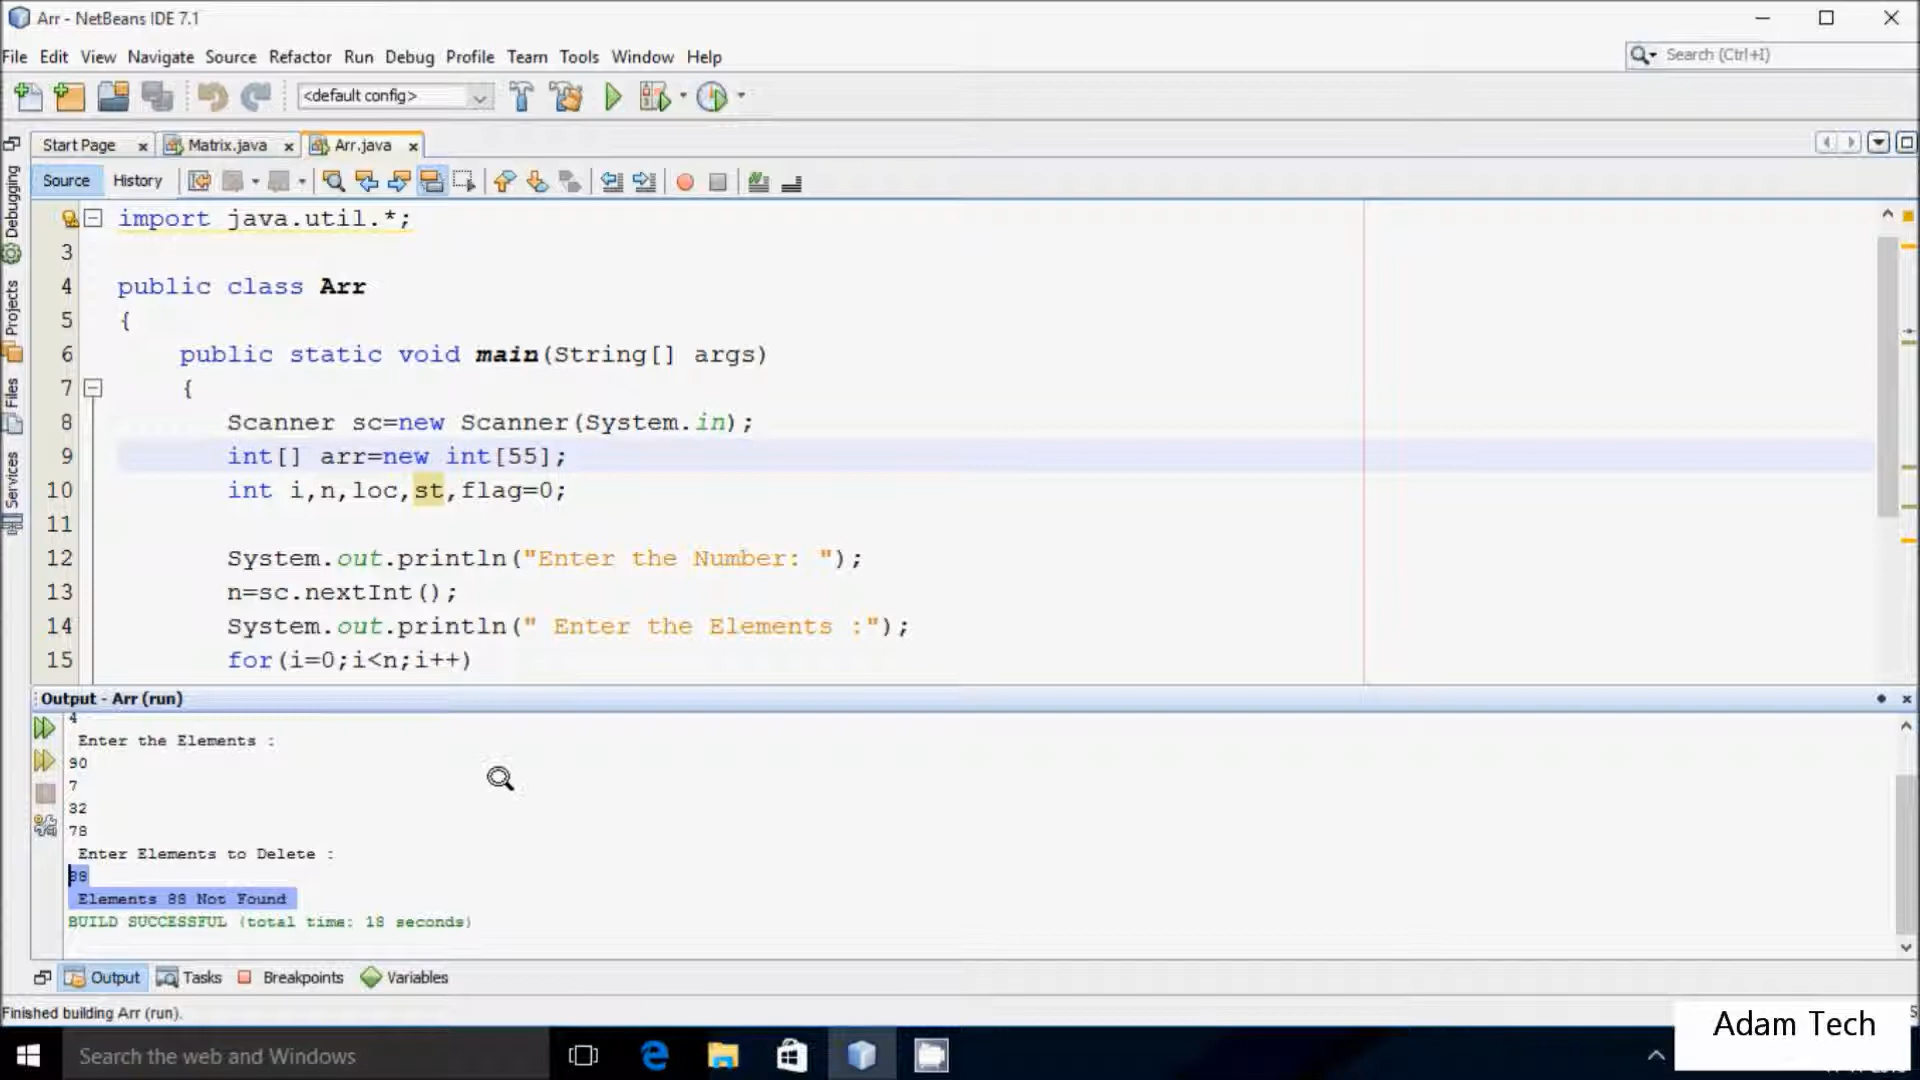 Arr - NetBeans IDE 7.1
File Edit View Navigate Source Refactor Run Debug Profile Team Tools Window Help
Search (Ctrl+I)
<default config>
Start Page Matrix.java Arr.java
Source History
Debugging
Projects
Files
Services
import java.util.*;
3
4 public class Arr
5 {
6 public static void main(String[] args)
7 {
8 Scanner sc=new Scanner(System.in);
9 int[] arr=new int[55];
10 int i,n,loc,st,flag=0;
11
12 System.out.println("Enter the Number: ");
13 n=sc.nextInt();
14 System.out.println(" Enter the Elements :");
15 for(i=0;i<n;i++)
Output - Arr (run)
4
Enter the Elements :
90
7
32
78
Enter Elements to Delete :
88
Elements 88 Not Found
BUILD SUCCESSFUL (total time: 18 seconds)
Output Tasks Breakpoints Variables
Finished building Arr (run).
Search the web and Windows
Adam Tech